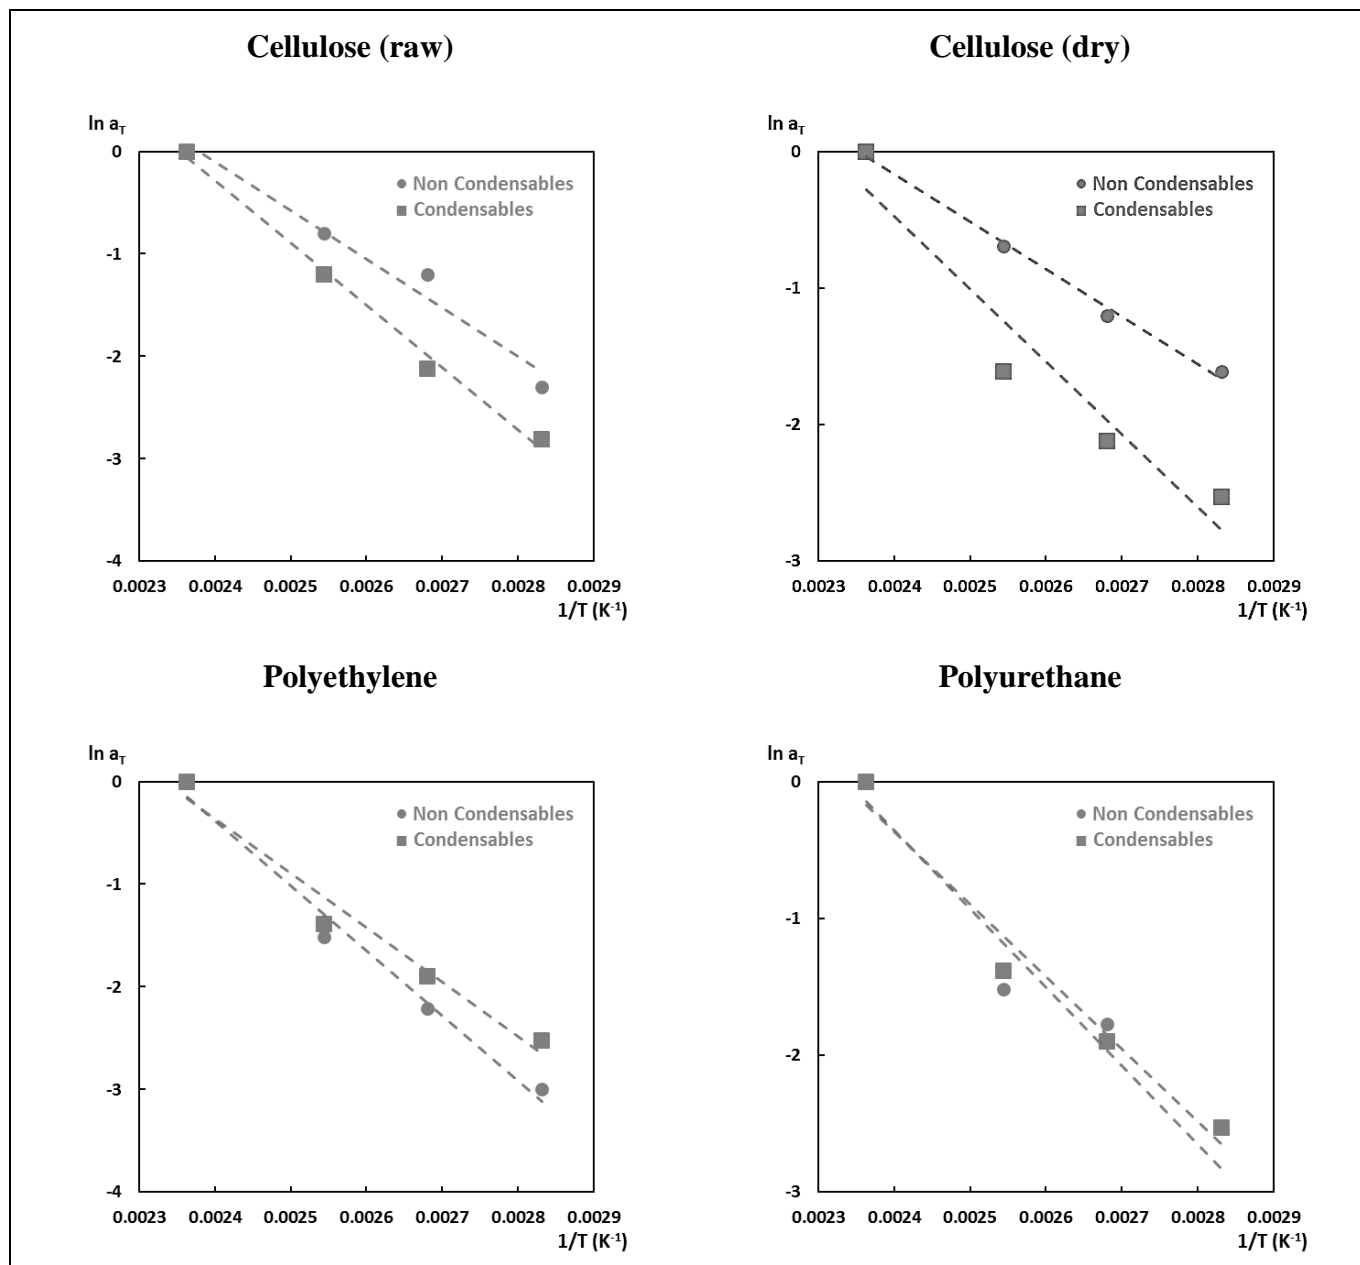 Cellulose (raw)
ln a_T
0
-1
-2
-3
-4
Non Condensables
Condensables
0.0023 0.0024 0.0025 0.0026 0.0027 0.0028 0.0029
1/T (K⁻¹)
Cellulose (dry)
ln a_T
0
-1
-2
-3
Non Condensables
Condensables
0.0023 0.0024 0.0025 0.0026 0.0027 0.0028 0.0029
1/T (K⁻¹)
Polyethylene
ln a_T
0
-1
-2
-3
-4
Non Condensables
Condensables
0.0023 0.0024 0.0025 0.0026 0.0027 0.0028 0.0029
1/T (K⁻¹)
Polyurethane
ln a_T
0
-1
-2
-3
Non Condensables
Condensables
0.0023 0.0024 0.0025 0.0026 0.0027 0.0028 0.0029
1/T (K⁻¹)